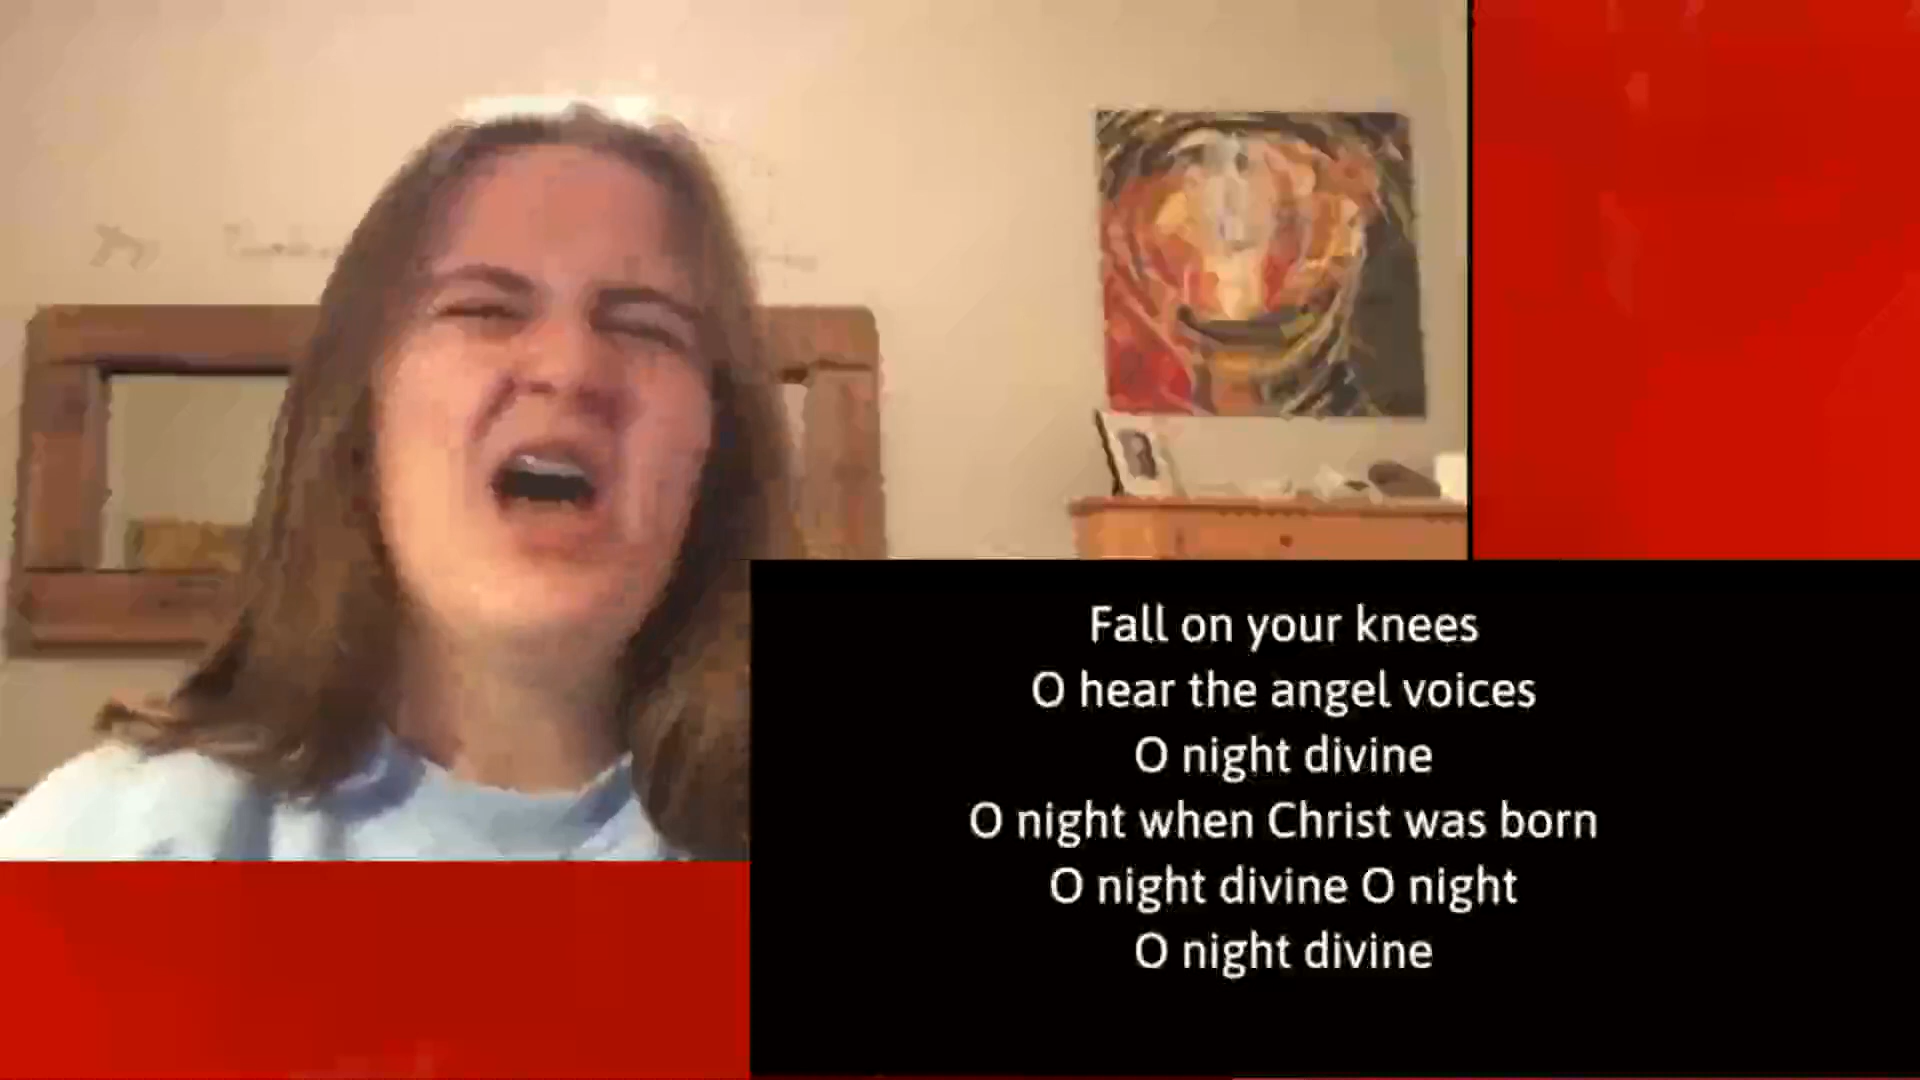 Fall on your knees
O hear the angel voices
O night divine
O night when Christ was born
O night divine O night
O night divine